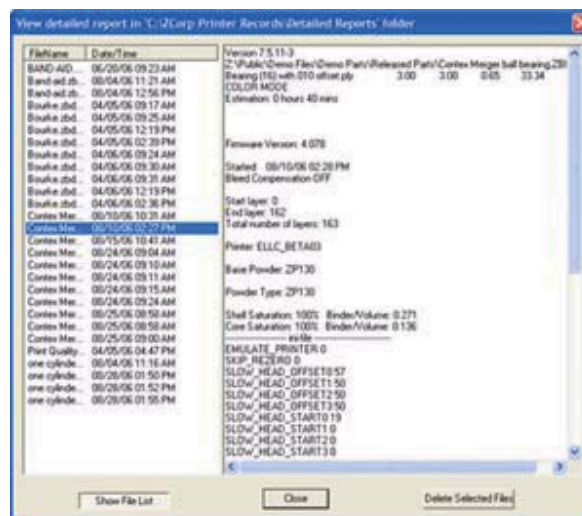 View detailed report in 'C:\ZCorp Printer Records\Detailed Reports' folder
FileName Date/Time
BAND-AID.... 06/20/06 09:23 AM
Band-aid.zb... 08/04/06 11:21 AM
Band-aid.zb... 08/04/06 12:56 PM
Bourke.zbd... 04/05/06 09:17 AM
Bourke.zbd... 04/05/06 09:25 AM
Bourke.zbd... 04/05/06 12:19 PM
Bourke.zbd... 04/05/06 02:39 PM
Bourke.zbd... 04/06/06 09:24 AM
Bourke.zbd... 04/06/06 09:30 AM
Bourke.zbd... 04/06/06 09:31 AM
Bourke.zbd... 04/06/06 12:19 PM
Bourke.zbd... 04/06/06 02:36 PM
Contex Mer... 08/10/06 10:31 AM
Contex Mer... 08/10/06 02:27 PM
Contex Mer... 08/15/06 10:41 AM
Contex Mer... 08/24/06 09:04 AM
Contex Mer... 08/24/06 09:10 AM
Contex Mer... 08/24/06 09:11 AM
Contex Mer... 08/24/06 09:15 AM
Contex Mer... 08/24/06 09:24 AM
Contex Mer... 08/25/06 08:58 AM
Contex Mer... 08/25/06 08:58 AM
Contex Mer... 08/25/06 09:00 AM
Print Quality... 04/05/06 04:47 PM
one cylinde... 08/04/06 11:16 AM
one cylinde... 08/28/06 01:50 PM
one cylinde... 08/28/06 01:52 PM
one cylinde... 08/28/06 01:55 PM
Version 7.5.11-3
Z:\Public\Demo Files\Demo Parts\Released Parts\Contex Merger ball bearing.ZB
Bearing (16) with .010 offset.ply 3.00 3.00 0.65 33.34
COLOR MODE
Estimation: 0 hours 40 mins
Firmware Version: 4.078
Started: 08/10/06 02:28 PM
Bleed Compensation OFF
Start layer: 0
End layer: 162
Total number of layers: 163
Printer: ELLC_BETA03
Base Powder: ZP130
Powder Type: ZP130
Shell Saturation: 100% Binder/Volume: 0.271
Core Saturation: 100% Binder/Volume: 0.136
---------------- ini file ----------------
EMULATE_PRINTER 0
SKIP_REZERO 0
SLOW_HEAD_OFFSET0 57
SLOW_HEAD_OFFSET1 50
SLOW_HEAD_OFFSET2 50
SLOW_HEAD_OFFSET3 50
SLOW_HEAD_START0 19
SLOW_HEAD_START1 0
SLOW_HEAD_START2 0
SLOW_HEAD_START3 0
Show File List Close Delete Selected Files